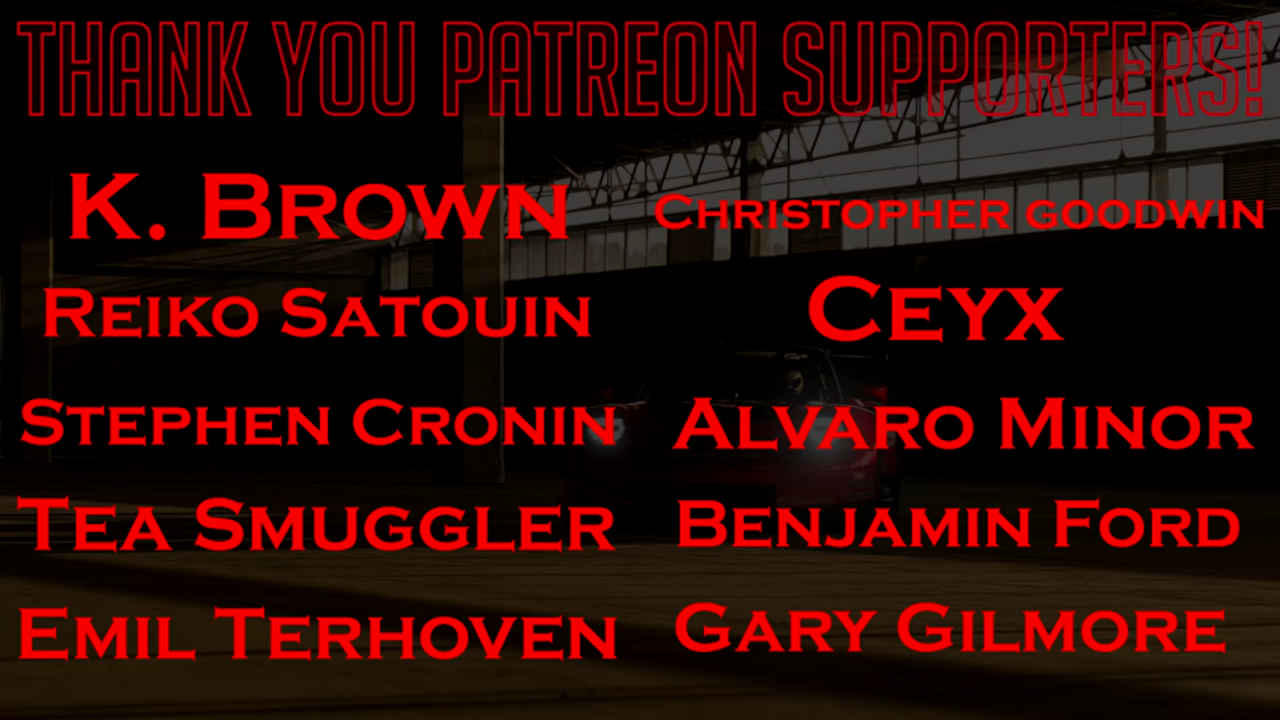 THANK YOU PATREON SUPPORTERS!
K. BROWN
CHRISTOPHER GOODWIN
REIKO SATOUIN
CEYX
STEPHEN CRONIN
ALVARO MINOR
TEA SMUGGLER
BENJAMIN FORD
EMIL TERHOVEN
GARY GILMORE